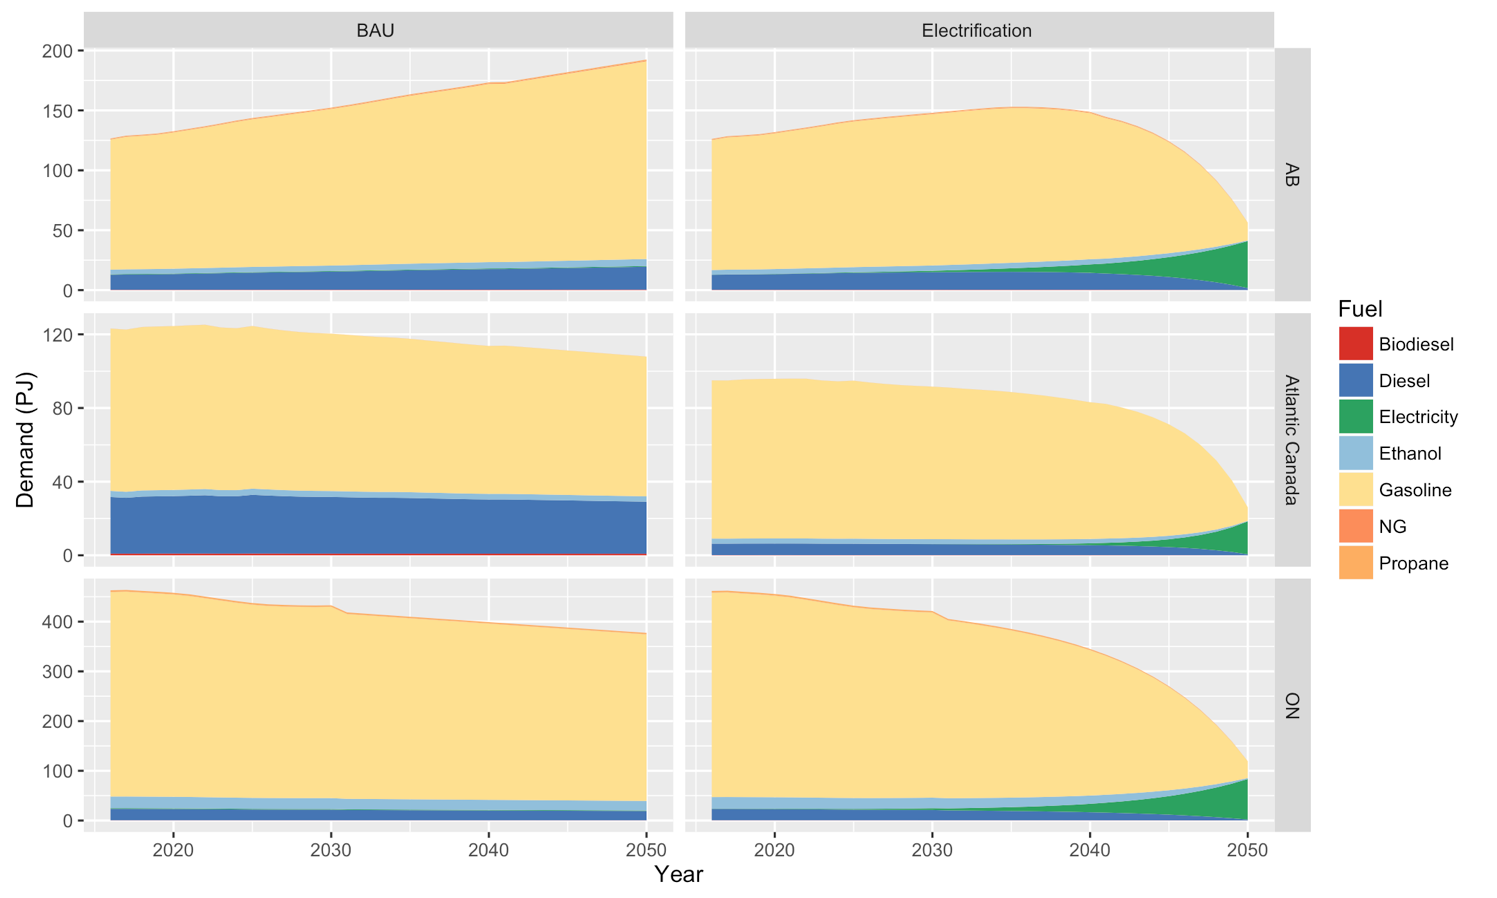 BAU
Electrification
200
150
100
50
0
AB
120
80
40
0
Atlantic Canada
400
300
200
100
0
ON
2020
2030
2040
2050
2020
2030
2040
2050
Year
Demand (PJ)
Fuel
Biodiesel
Diesel
Electricity
Ethanol
Gasoline
NG
Propane